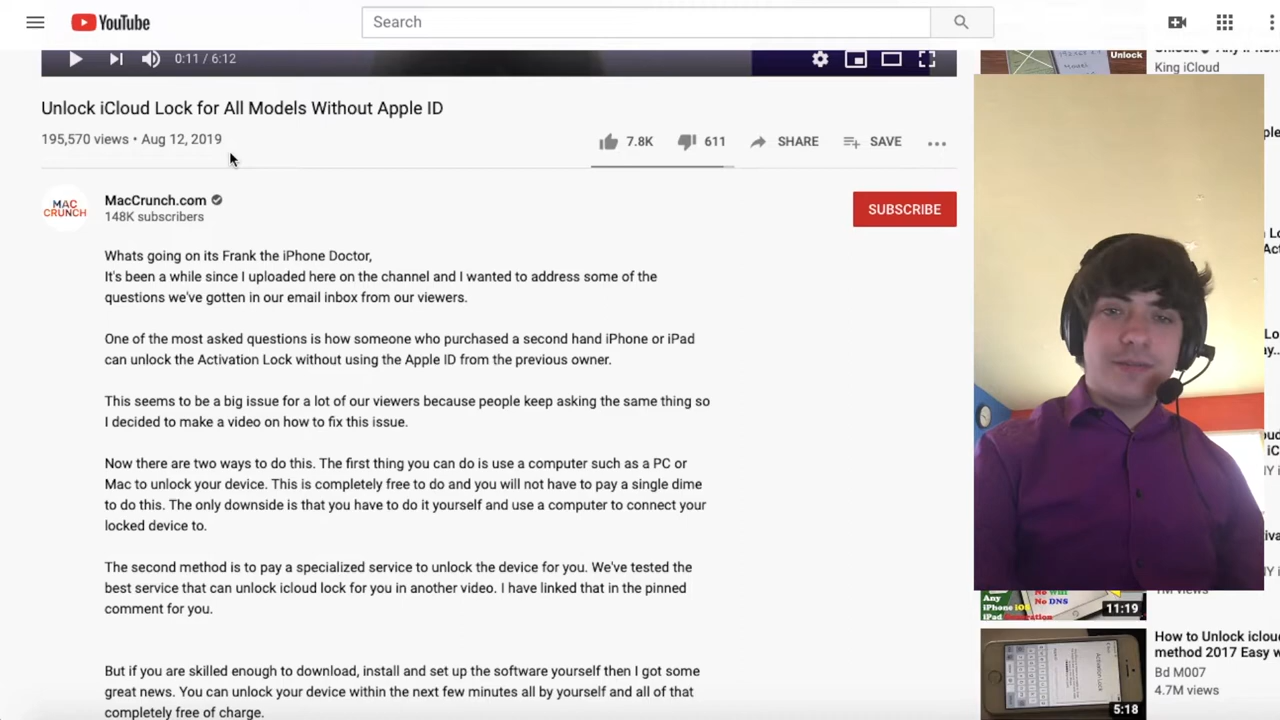 YouTube
Search
Unlock
King iCloud
0:11 / 6:12
Unlock iCloud Lock for All Models Without Apple ID
195,570 views • Aug 12, 2019
7.8K
611
SHARE
SAVE
MAC
CRUNCH
MacCrunch.com
148K subscribers
SUBSCRIBE
Whats going on its Frank the iPhone Doctor,
It's been a while since I uploaded here on the channel and I wanted to address some of the
questions we've gotten in our email inbox from our viewers.
One of the most asked questions is how someone who purchased a second hand iPhone or iPad
can unlock the Activation Lock without using the Apple ID from the previous owner.
This seems to be a big issue for a lot of our viewers because people keep asking the same thing so
I decided to make a video on how to fix this issue.
Now there are two ways to do this. The first thing you can do is use a computer such as a PC or
Mac to unlock your device. This is completely free to do and you will not have to pay a single dime
to do this. The only downside is that you have to do it yourself and use a computer to connect your
locked device to.
The second method is to pay a specialized service to unlock the device for you. We've tested the
best service that can unlock icloud lock for you in another video. I have linked that in the pinned
comment for you.
But if you are skilled enough to download, install and set up the software yourself then I got some
great news. You can unlock your device within the next few minutes all by yourself and all of that
completely free of charge.
Any
iPhone iO
iPad
No DNS
11:19
How to Unlock iclou
method 2017 Easy w
Bd M007
4.7M views
Activation Lock
5:18